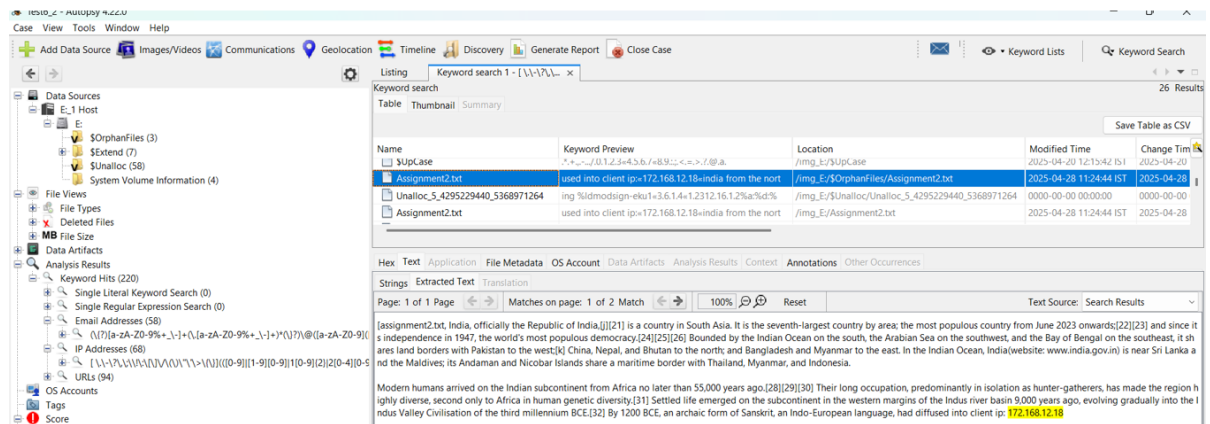 Test6_2 - Autopsy 4.22.0
Case View Tools Window Help
Add Data Source Images/Videos Communications Geolocation Timeline Discovery Generate Report Close Case Keyword Lists Keyword Search
Listing Keyword search 1 - [ \.\-\?\,\...
Keyword search 26 Results
Table Thumbnail Summary
Save Table as CSV
Data Sources
E:_1 Host
E:
$OrphanFiles (3)
$Extend (7)
$Unalloc (58)
System Volume Information (4)
File Views
File Types
Deleted Files
MB File Size
Data Artifacts
Analysis Results
Keyword Hits (220)
Single Literal Keyword Search (0)
Single Regular Expression Search (0)
Email Addresses (58)
IP Addresses (68)
URLs (94)
OS Accounts
Tags
Score
Name Keyword Preview Location Modified Time Change Tim
$UpCase /img_E:/$UpCase 2025-04-20 12:15:42 IST 2025-04-20
Assignment2.txt used into client ip:=172.168.12.18=india from the nort /img_E:/$OrphanFiles/Assignment2.txt 2025-04-28 11:24:44 IST 2025-04-28
Unalloc_5_4295229440_5368971264 ing %ldmodsign-eku1=3.6.1.4=1.2312.16.1.2%a:%d:% /img_E:/$Unalloc/Unalloc_5_4295229440_5368971264 0000-00-00 00:00:00 0000-00-00
Assignment2.txt used into client ip:=172.168.12.18=india from the nort /img_E:/Assignment2.txt 2025-04-28 11:24:44 IST 2025-04-28
Hex Text Application File Metadata OS Account Data Artifacts Analysis Results Context Annotations Other Occurrences
Strings Extracted Text Translation
Page: 1 of 1 Page Matches on page: 1 of 2 Match 100% Reset Text Source: Search Results
[assignment2.txt, India, officially the Republic of India,[j][21] is a country in South Asia. It is the seventh-largest country by area; the most populous country from June 2023 onwards;[22][23] and since it
s independence in 1947, the world's most populous democracy.[24][25][26] Bounded by the Indian Ocean on the south, the Arabian Sea on the southwest, and the Bay of Bengal on the southeast, it sh
ares land borders with Pakistan to the west;[k] China, Nepal, and Bhutan to the north; and Bangladesh and Myanmar to the east. In the Indian Ocean, India(website: www.india.gov.in) is near Sri Lanka a
nd the Maldives; its Andaman and Nicobar Islands share a maritime border with Thailand, Myanmar, and Indonesia.
Modern humans arrived on the Indian subcontinent from Africa no later than 55,000 years ago.[28][29][30] Their long occupation, predominantly in isolation as hunter-gatherers, has made the region h
ighly diverse, second only to Africa in human genetic diversity.[31] Settled life emerged on the subcontinent in the western margins of the Indus river basin 9,000 years ago, evolving gradually into the I
ndus Valley Civilisation of the third millennium BCE.[32] By 1200 BCE, an archaic form of Sanskrit, an Indo-European language, had diffused into client ip: 172.168.12.18